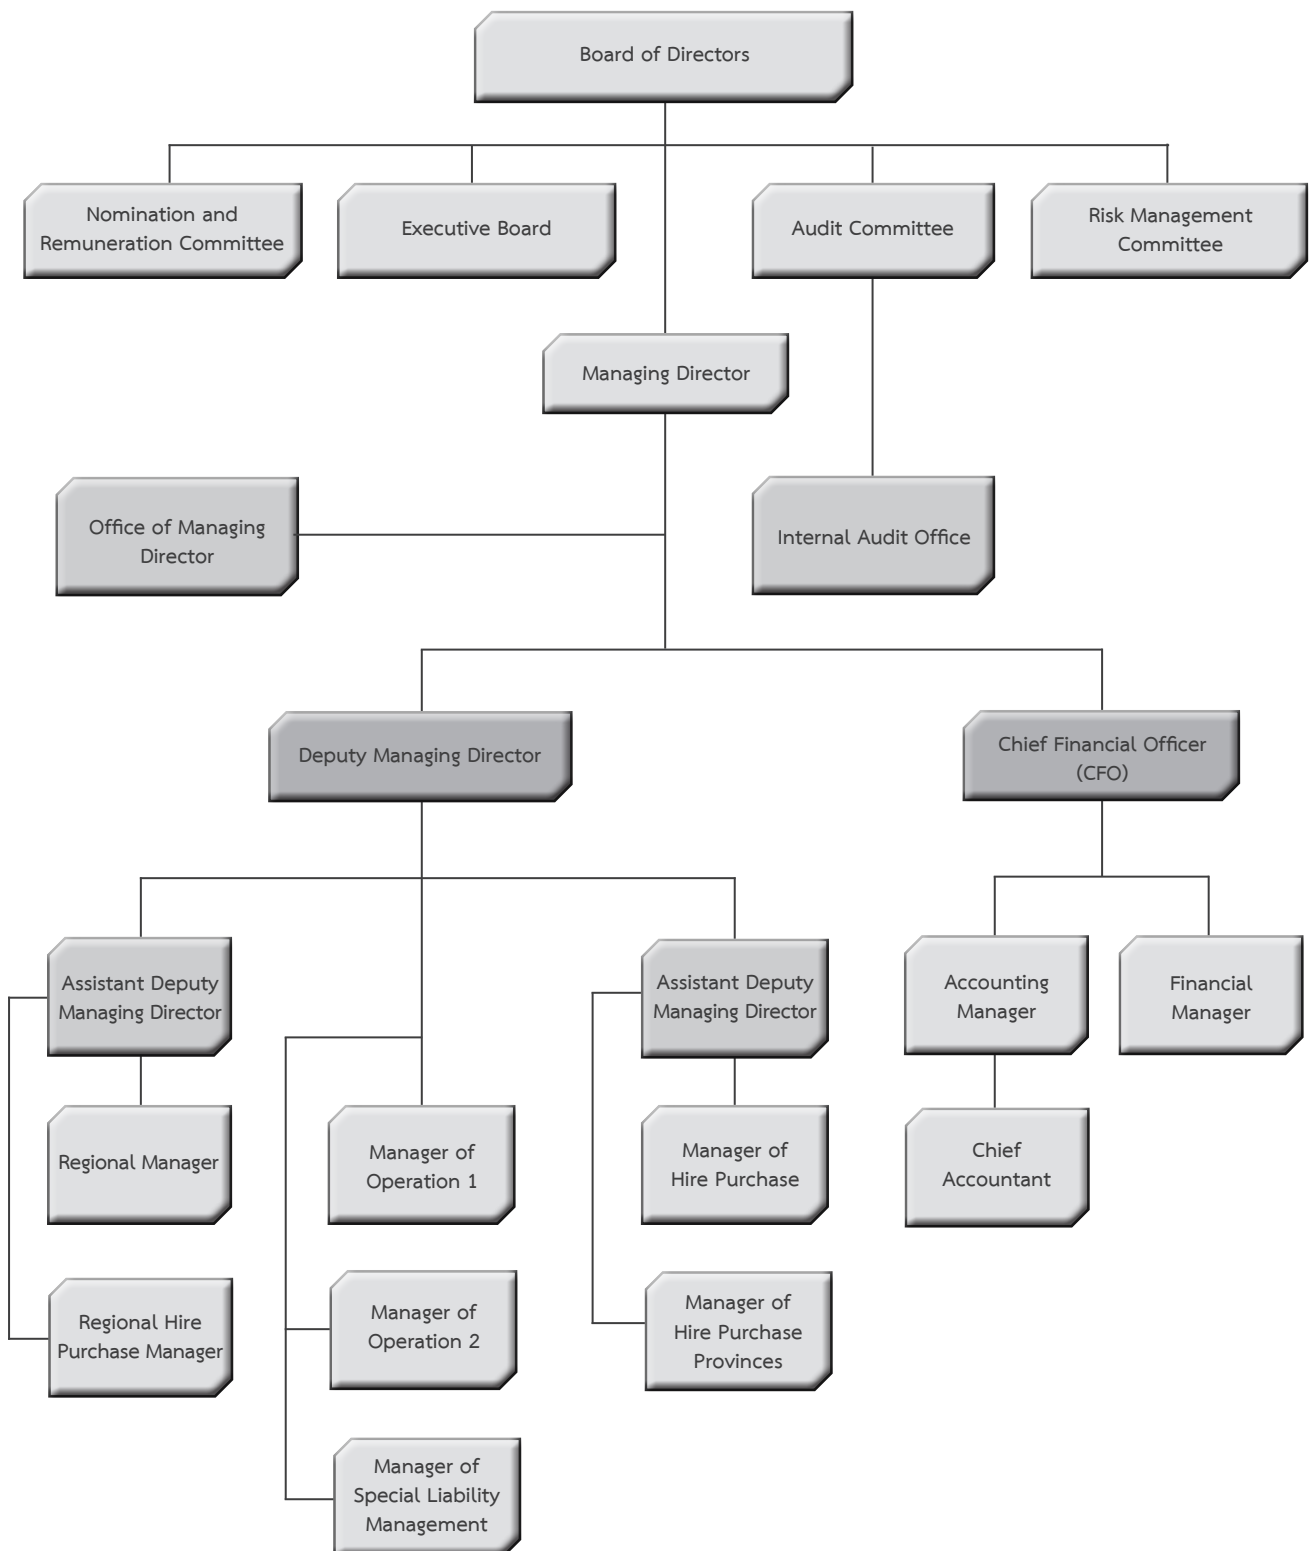 Board of Directors
Nomination and
Remuneration Committee
Executive Board
Audit Committee
Risk Management
Committee
Managing Director
Office of Managing
Director
Internal Audit Office
Deputy Managing Director
Chief Financial Officer
(CFO)
Assistant Deputy
Managing Director
Assistant Deputy
Managing Director
Accounting
Manager
Financial
Manager
Regional Manager
Manager of
Operation 1
Manager of
Hire Purchase
Chief
Accountant
Regional Hire
Purchase Manager
Manager of
Operation 2
Manager of
Hire Purchase
Provinces
Manager of
Special Liability
Management